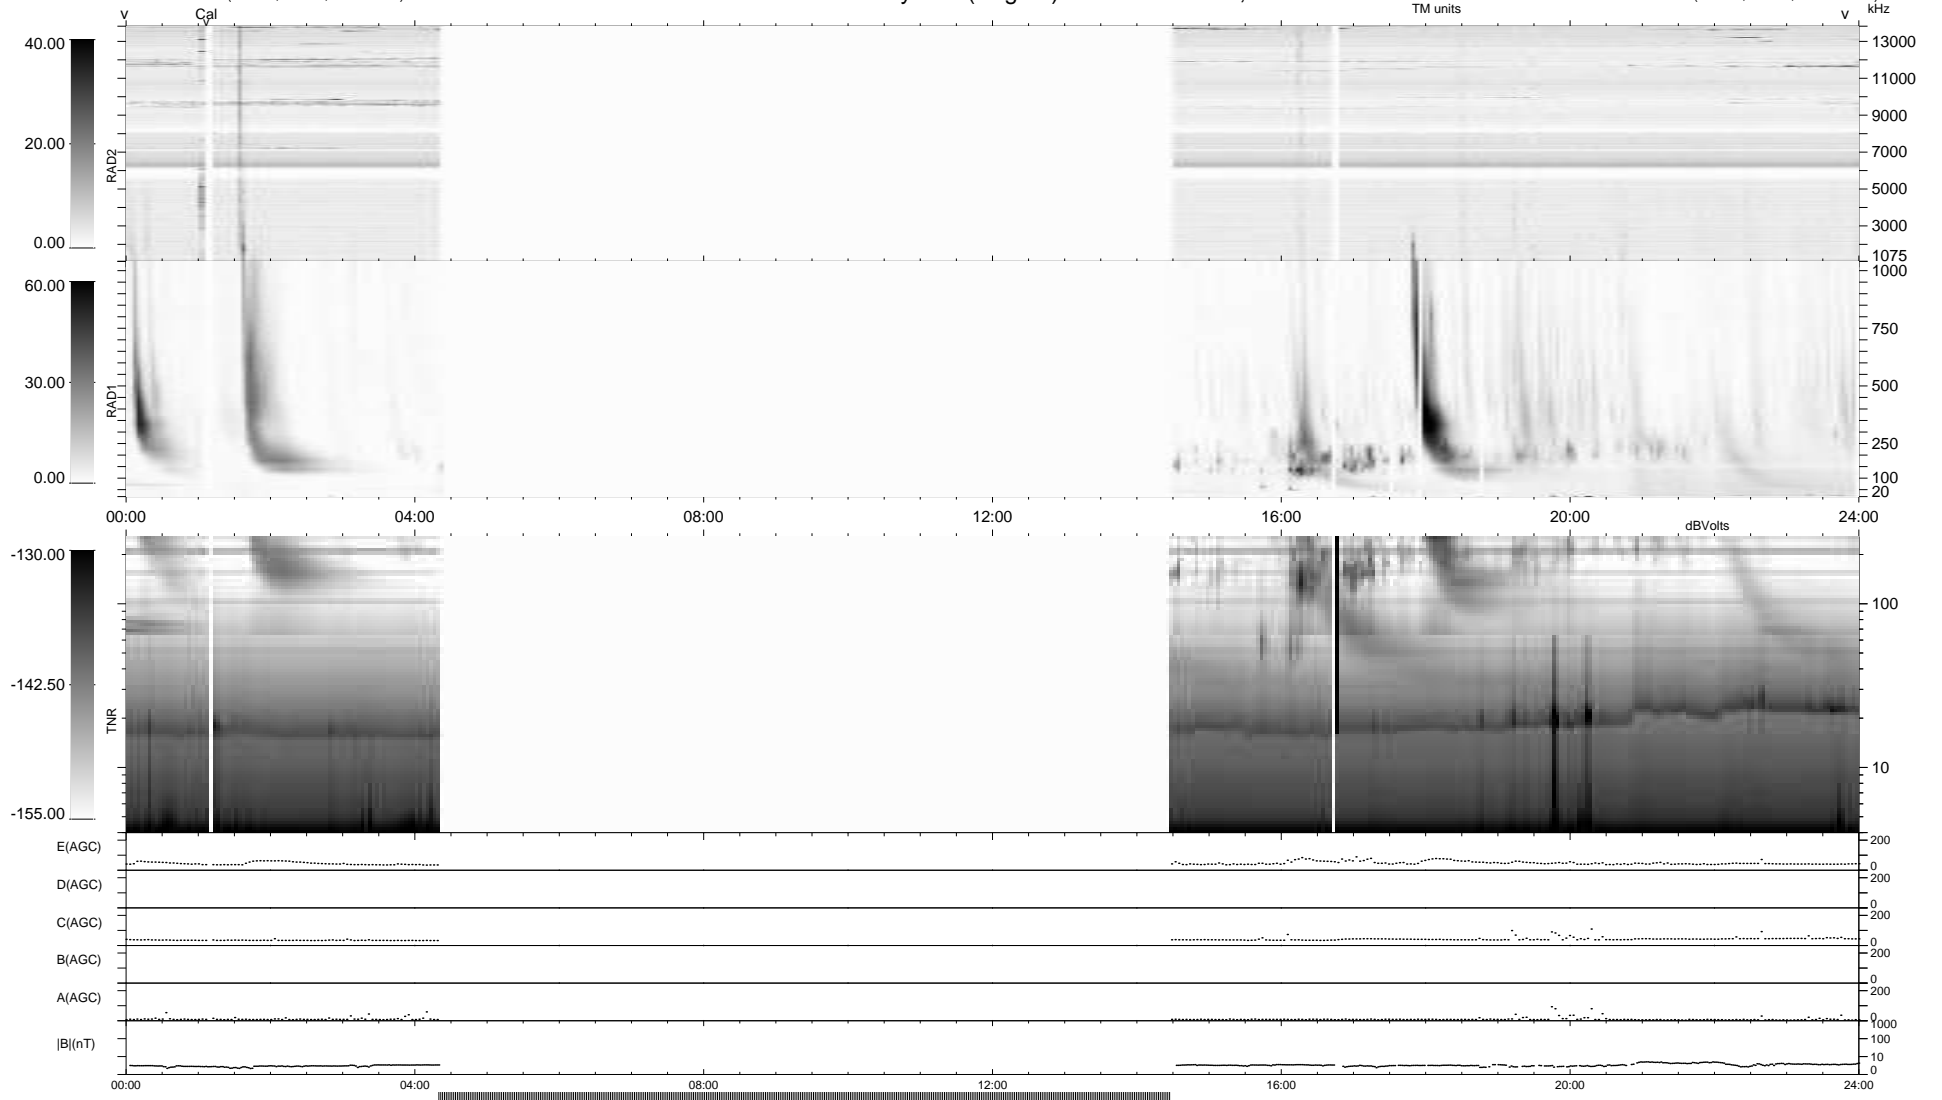 TM units
kHz
v Cal v
v
40.00
20.00
0.00
RAD2
13000
11000
9000
7000
5000
3000
1075
60.00
30.00
0.00
RAD1
1000
750
500
250
100
20
00:00 04:00 08:00 12:00 16:00 20:00 24:00
dBVolts
-130.00
-142.50
-155.00
TNR
100
10
E(AGC) 200 0
D(AGC) 200 0
C(AGC) 200 0
B(AGC) 200 0
A(AGC) 200 0
|B|(nT) 1000 100 10 0
00:00 04:00 08:00 12:00 16:00 20:00 24:00